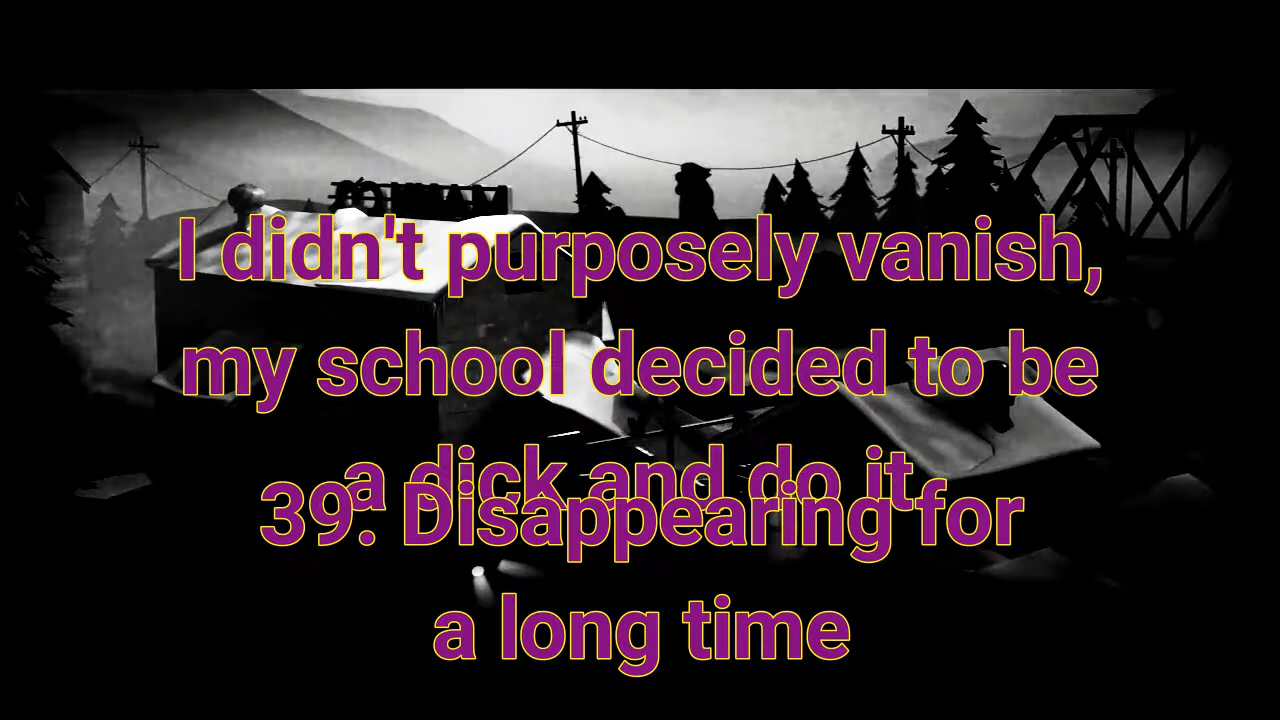 I didn't purposely vanish,
my school decided to be
a dick and do it
39. Disappearing for
a long time